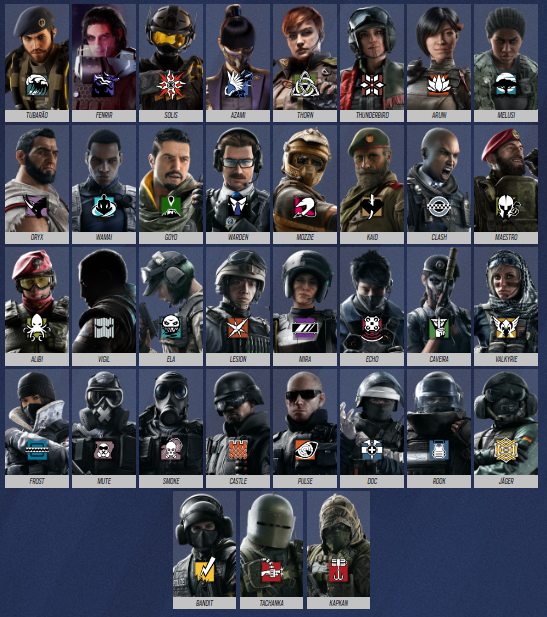 TUBARÃO
FENRIR
SOLIS
AZAMI
THORN
THUNDERBIRD
ARUNI
MELUSI
ORYX
WAMAI
GOYO
WARDEN
MOZZIE
KAID
CLASH
MAESTRO
ALIBI
VIGIL
ELA
LESION
MIRA
ECHO
CAVEIRA
VALKYRIE
FROST
MUTE
SMOKE
CASTLE
PULSE
DOC
ROOK
JÄGER
BANDIT
TACHANKA
KAPKAN